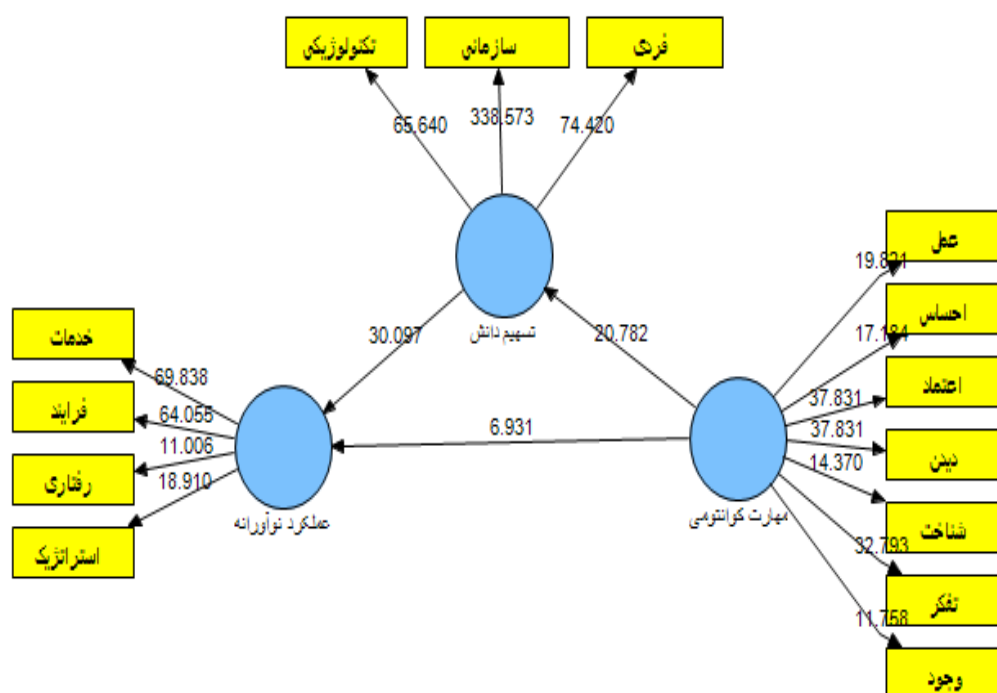 تکنولوژیکی
سازمانی
فردی
65.640
338.573
74.420
تسهیم دانش
30.097
20.782
6.931
خدمات
فرایند
رفتاری
استراتژیک
69.838
64.055
11.006
18.910
عملکرد نوآورانه
مهارت کوانتومی
19.821
17.184
37.831
37.831
14.370
32.793
11.758
عمل
احساس
اعتماد
دیدن
شناخت
تفکر
وجود